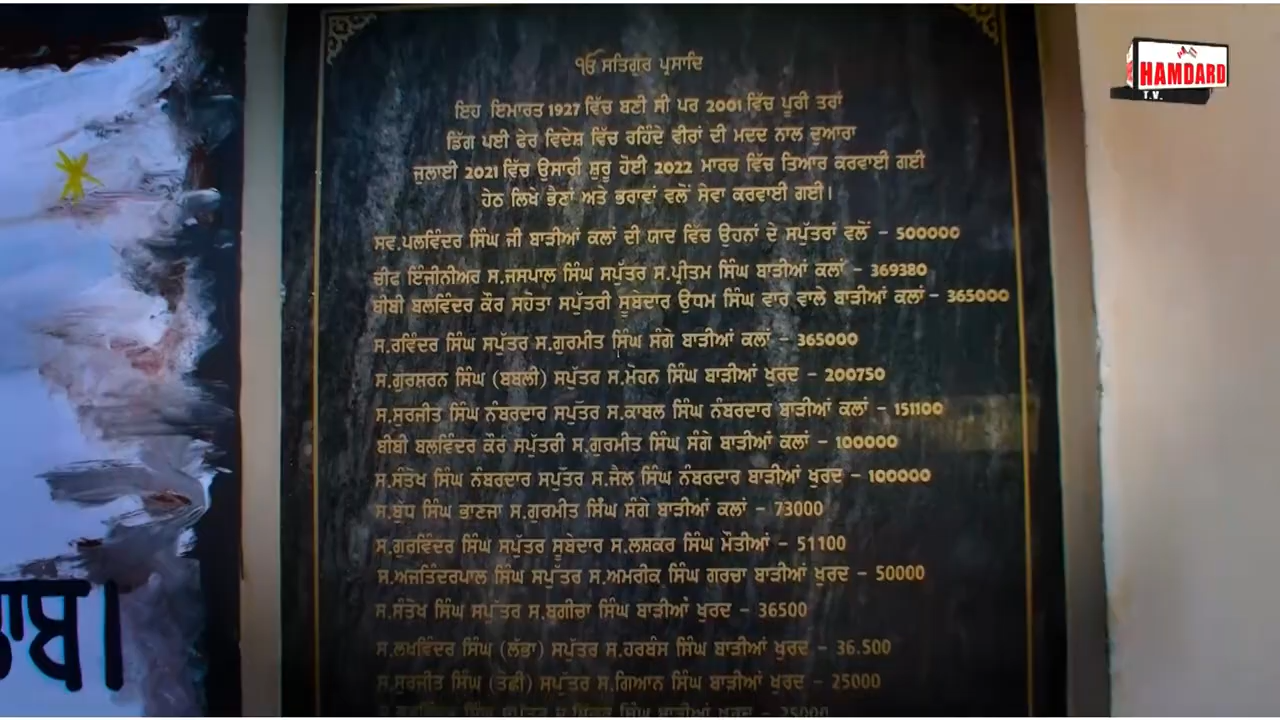 HAMDARD
T.V.
ੴ ਸਤਿਗੁਰ ਪ੍ਰਸਾਦਿ
ਇਹ ਇਮਾਰਤ 1927 ਵਿੱਚ ਬਣੀ ਸੀ ਪਰ 2001 ਵਿੱਚ ਪੂਰੀ ਤਰਾਂ
ਡਿੱਗ ਪਈ ਫੇਰ ਵਿਦੇਸ਼ ਵਿੱਚ ਰਹਿੰਦੇ ਵੀਰਾਂ ਦੀ ਮਦਦ ਨਾਲ ਦੁਆਰਾ
ਜੁਲਾਈ 2021 ਵਿੱਚ ਉਸਾਰੀ ਸ਼ੁਰੂ ਹੋਈ 2022 ਮਾਰਚ ਵਿੱਚ ਤਿਆਰ ਕਰਵਾਈ ਗਈ
ਹੇਠ ਲਿਖੇ ਭੈਣਾਂ ਅਤੇ ਭਰਾਵਾਂ ਵਲੋਂ ਸੇਵਾ ਕਰਵਾਈ ਗਈ।
ਸਵ.ਪਲਵਿੰਦਰ ਸਿੰਘ ਜੀ ਬਾੜੀਆਂ ਕਲਾਂ ਦੀ ਯਾਦ ਵਿੱਚ ਉਹਨਾਂ ਦੇ ਸਪੁੱਤਰਾਂ ਵਲੋਂ - 500000
ਚੀਫ ਇੰਜੀਨੀਅਰ ਸ.ਜਸਪਾਲ ਸਿੰਘ ਸਪੁੱਤਰ ਸ.ਪ੍ਰੀਤਮ ਸਿੰਘ ਬਾੜੀਆਂ ਕਲਾਂ - 369380
ਬੀਬੀ ਬਲਵਿੰਦਰ ਕੌਰ ਸਹੋਤਾ ਸਪੁੱਤਰੀ ਸੂਬੇਦਾਰ ਊਧਮ ਸਿੰਘ ਵਾਰ ਵਾਲੇ ਬਾੜੀਆਂ ਕਲਾਂ - 365000
ਸ.ਰਵਿੰਦਰ ਸਿੰਘ ਸਪੁੱਤਰ ਸ.ਗੁਰਮੀਤ ਸਿੰਘ ਸੰਗੇ ਬਾੜੀਆਂ ਕਲਾਂ - 365000
ਸ.ਗੁਰਸ਼ਰਨ ਸਿੰਘ (ਬਬਲੀ) ਸਪੁੱਤਰ ਸ.ਮੋਹਨ ਸਿੰਘ ਬਾੜੀਆਂ ਖੁਰਦ - 200750
ਸ.ਸੁਰਜੀਤ ਸਿੰਘ ਨੰਬਰਦਾਰ ਸਪੁੱਤਰ ਸ.ਕਾਬਲ ਸਿੰਘ ਨੰਬਰਦਾਰ ਬਾੜੀਆਂ ਕਲਾਂ - 151100
ਬੀਬੀ ਬਲਵਿੰਦਰ ਕੌਰ ਸਪੁੱਤਰੀ ਸ.ਗੁਰਮੀਤ ਸਿੰਘ ਸੰਗੇ ਬਾੜੀਆਂ ਕਲਾਂ - 100000
ਸ.ਸੰਤੋਖ ਸਿੰਘ ਨੰਬਰਦਾਰ ਸਪੁੱਤਰ ਸ.ਜੈਲ ਸਿੰਘ ਨੰਬਰਦਾਰ ਬਾੜੀਆਂ ਖੁਰਦ - 100000
ਸ.ਬੁੱਧ ਸਿੰਘ ਭਾਣਜਾ ਸ.ਗੁਰਮੀਤ ਸਿੰਘ ਸੰਗੇ ਬਾੜੀਆਂ ਕਲਾਂ - 73000
ਸ.ਗੁਰਵਿੰਦਰ ਸਿੰਘ ਸਪੁੱਤਰ ਸੂਬੇਦਾਰ ਸ.ਲਸ਼ਕਰ ਸਿੰਘ ਮੌਤੀਆਂ - 51100
ਸ.ਅਜਤਿੰਦਰਪਾਲ ਸਿੰਘ ਸਪੁੱਤਰ ਸ.ਅਮਰੀਕ ਸਿੰਘ ਗਰਚਾ ਬਾੜੀਆਂ ਖੁਰਦ - 50000
ਸ.ਸੰਤੋਖ ਸਿੰਘ ਸਪੁੱਤਰ ਸ.ਬਗੀਚਾ ਸਿੰਘ ਬਾੜੀਆਂ ਖੁਰਦ - 36500
ਸ.ਲਖਵਿੰਦਰ ਸਿੰਘ (ਲੱਭਾ) ਸਪੁੱਤਰ ਸ.ਹਰਬੰਸ ਸਿੰਘ ਬਾੜੀਆਂ ਖੁਰਦ - 36.500
ਸ.ਸੁਰਜੀਤ ਸਿੰਘ (ਤੋਛੀ) ਸਪੁੱਤਰ ਸ.ਗਿਆਨ ਸਿੰਘ ਬਾੜੀਆਂ ਖੁਰਦ - 25000
ਸਿੰਘ ਸਪੁੱਤਰ ਸਿੰਘ ਬਾੜੀਆਂ ਖੁਰਦ - 25000